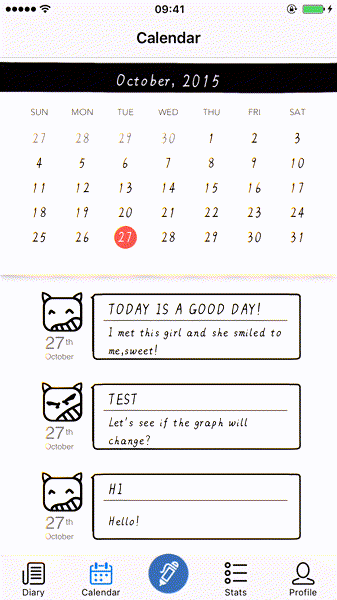 09:41
Calendar
October, 2015
SUN MON TUE WED THU FRI SAT
27 28 29 30 1 2 3
4 5 6 7 8 9 10
11 12 13 14 15 16 17
18 19 20 21 22 23 24
25 26 27 28 29 30 31
TODAY IS A GOOD DAY!
I met this girl and she smiled to
me,sweet!
27th
October
TEST
Let's see if the graph will
change?
27th
October
HI
Hello!
27th
October
Diary Calendar Stats Profile